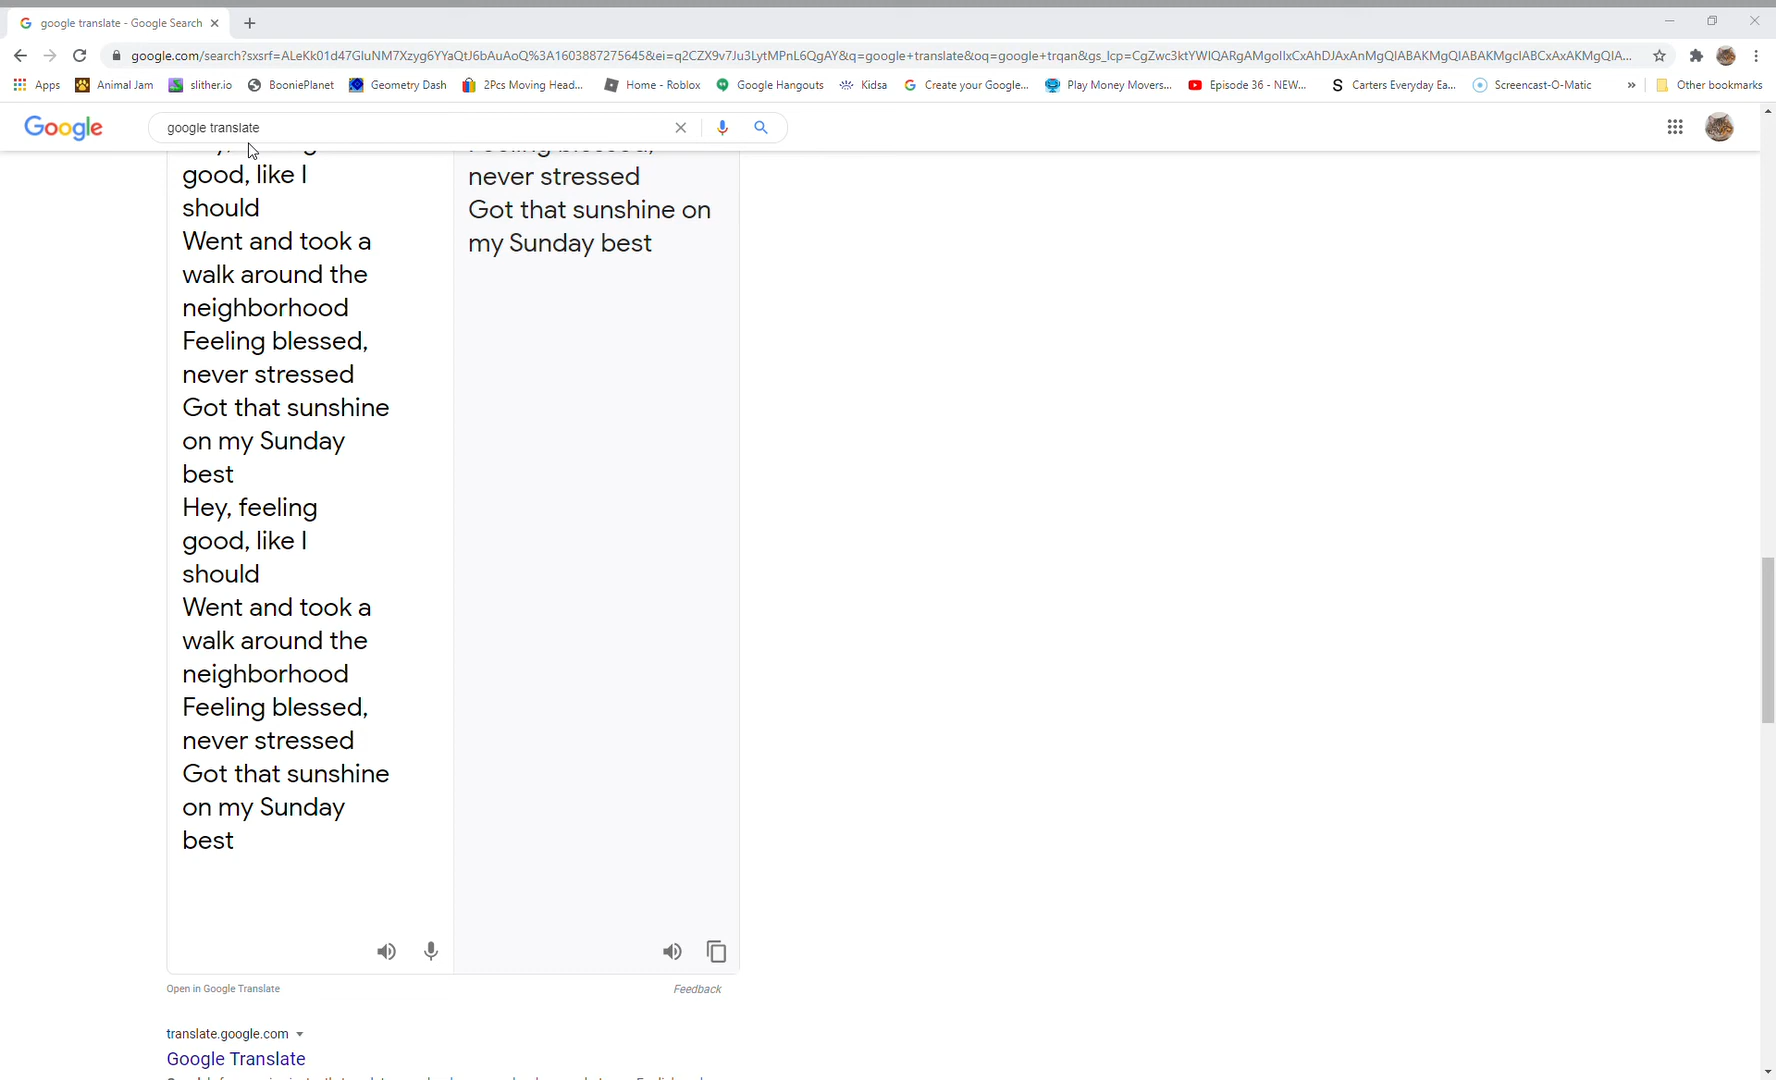 google translate - Google Search
google.com/search?sxsrf=ALeKk01d47GluNM7Xzyg6YYaQtJ6bAuAoQ%3A1603887275645&ei=q2CZX9v7Ju3LytMPnL6QgAY&q=google+translate&oq=google+trqan&gs_lcp=CgZwc3ktYWIQARgAMgoIIxCxAhDJAxAnMgQIABAKMgQIABAKMgcIABCxAxAKMgQIA...
Apps Animal Jam slither.io BooniePlanet Geometry Dash 2Pcs Moving Head... Home - Roblox Google Hangouts Kidsa Create your Google... Play Money Movers... Episode 36 - NEW... Carters Everyday Ea... Screencast-O-Matic » Other bookmarks
Google google translate
good, like I
should
Went and took a
walk around the
neighborhood
Feeling blessed,
never stressed
Got that sunshine
on my Sunday
best
Hey, feeling
good, like I
should
Went and took a
walk around the
neighborhood
Feeling blessed,
never stressed
Got that sunshine
on my Sunday
best
Feeling blessed,
never stressed
Got that sunshine on
my Sunday best
Open in Google Translate
Feedback
translate.google.com
Google Translate